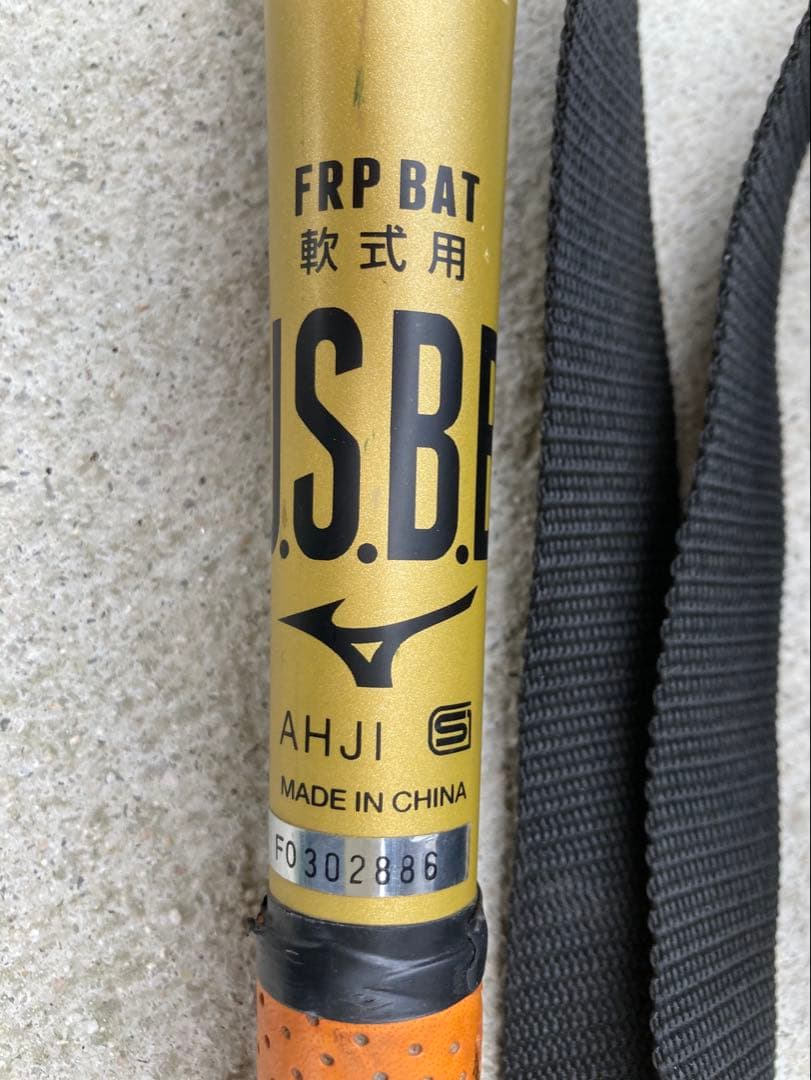 FRP BAT
軟式用
J.S.B.B
AHJI S
MADE IN CHINA
F0302886